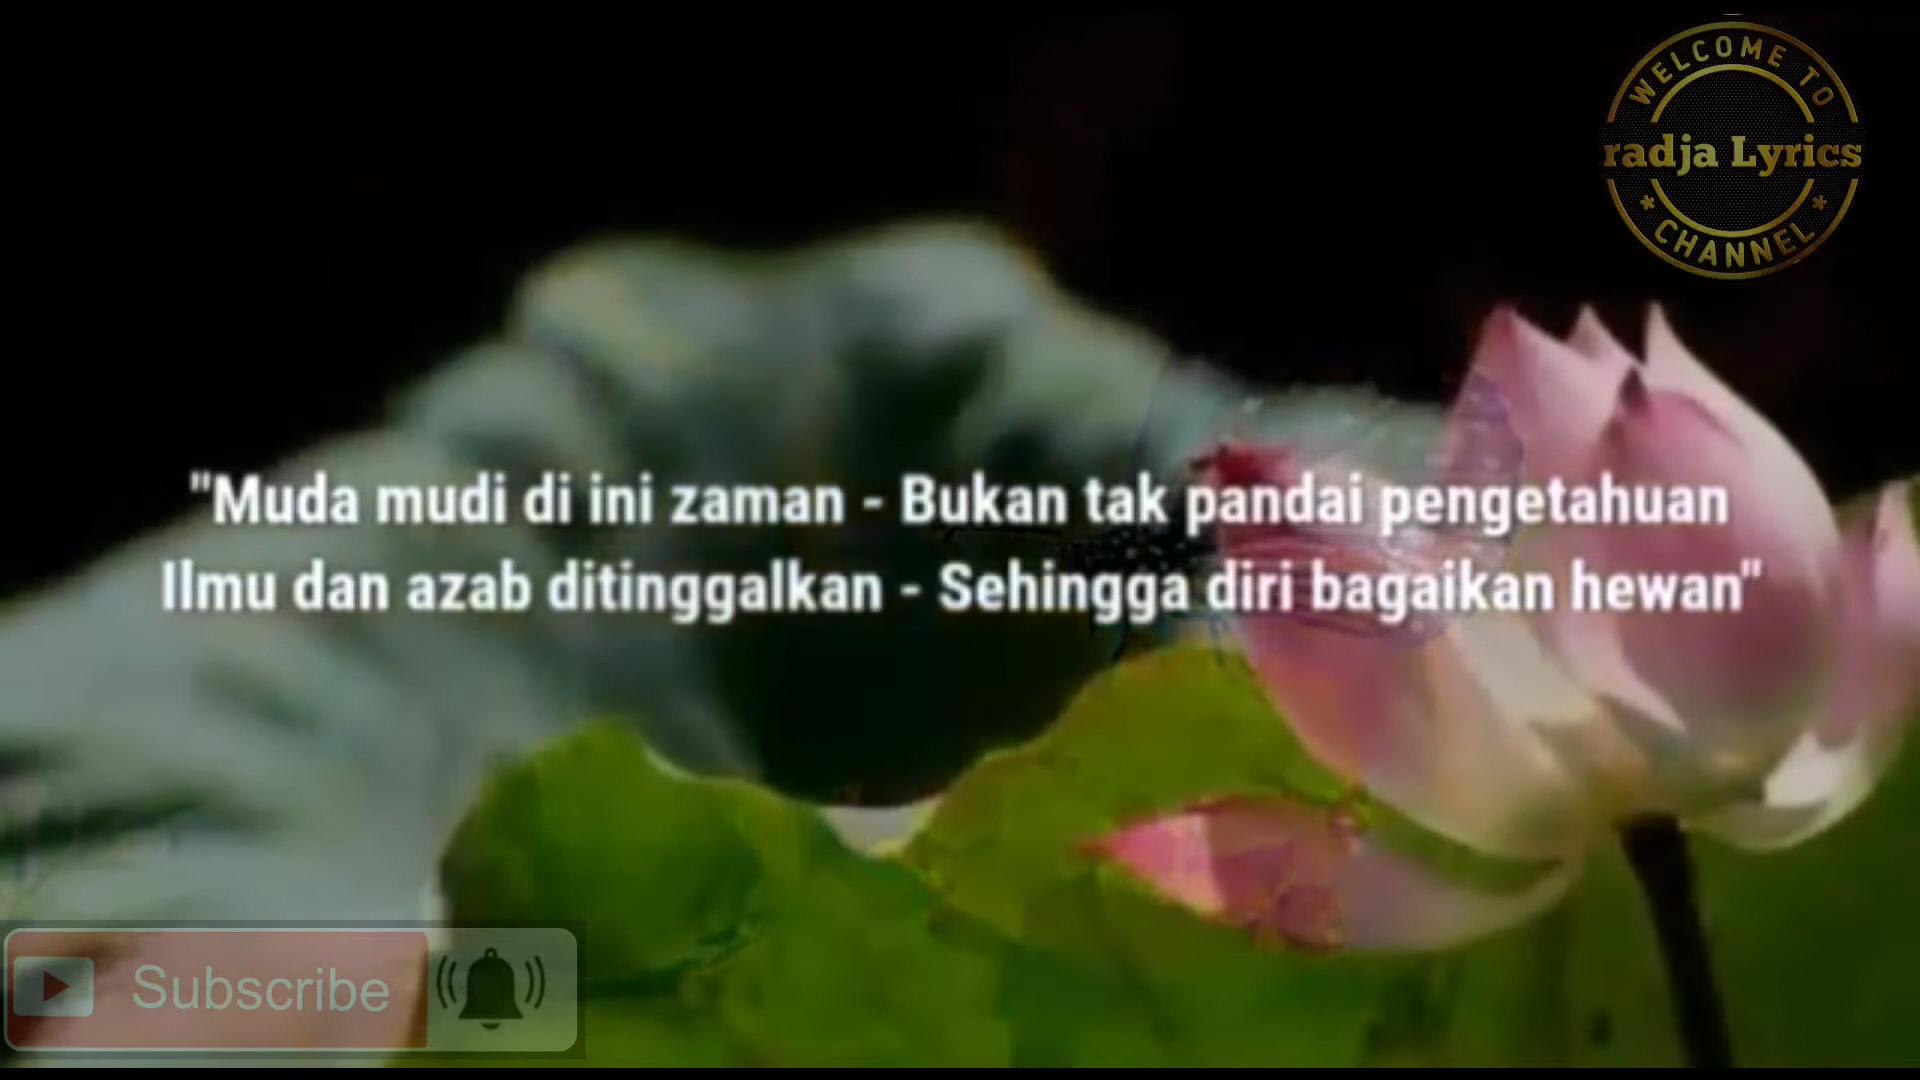 WELCOME TO
radja Lyrics
* CHANNEL *
"Muda mudi di ini zaman - Bukan tak pandai pengetahuan
Ilmu dan azab ditinggalkan - Sehingga diri bagaikan hewan"
Subscribe